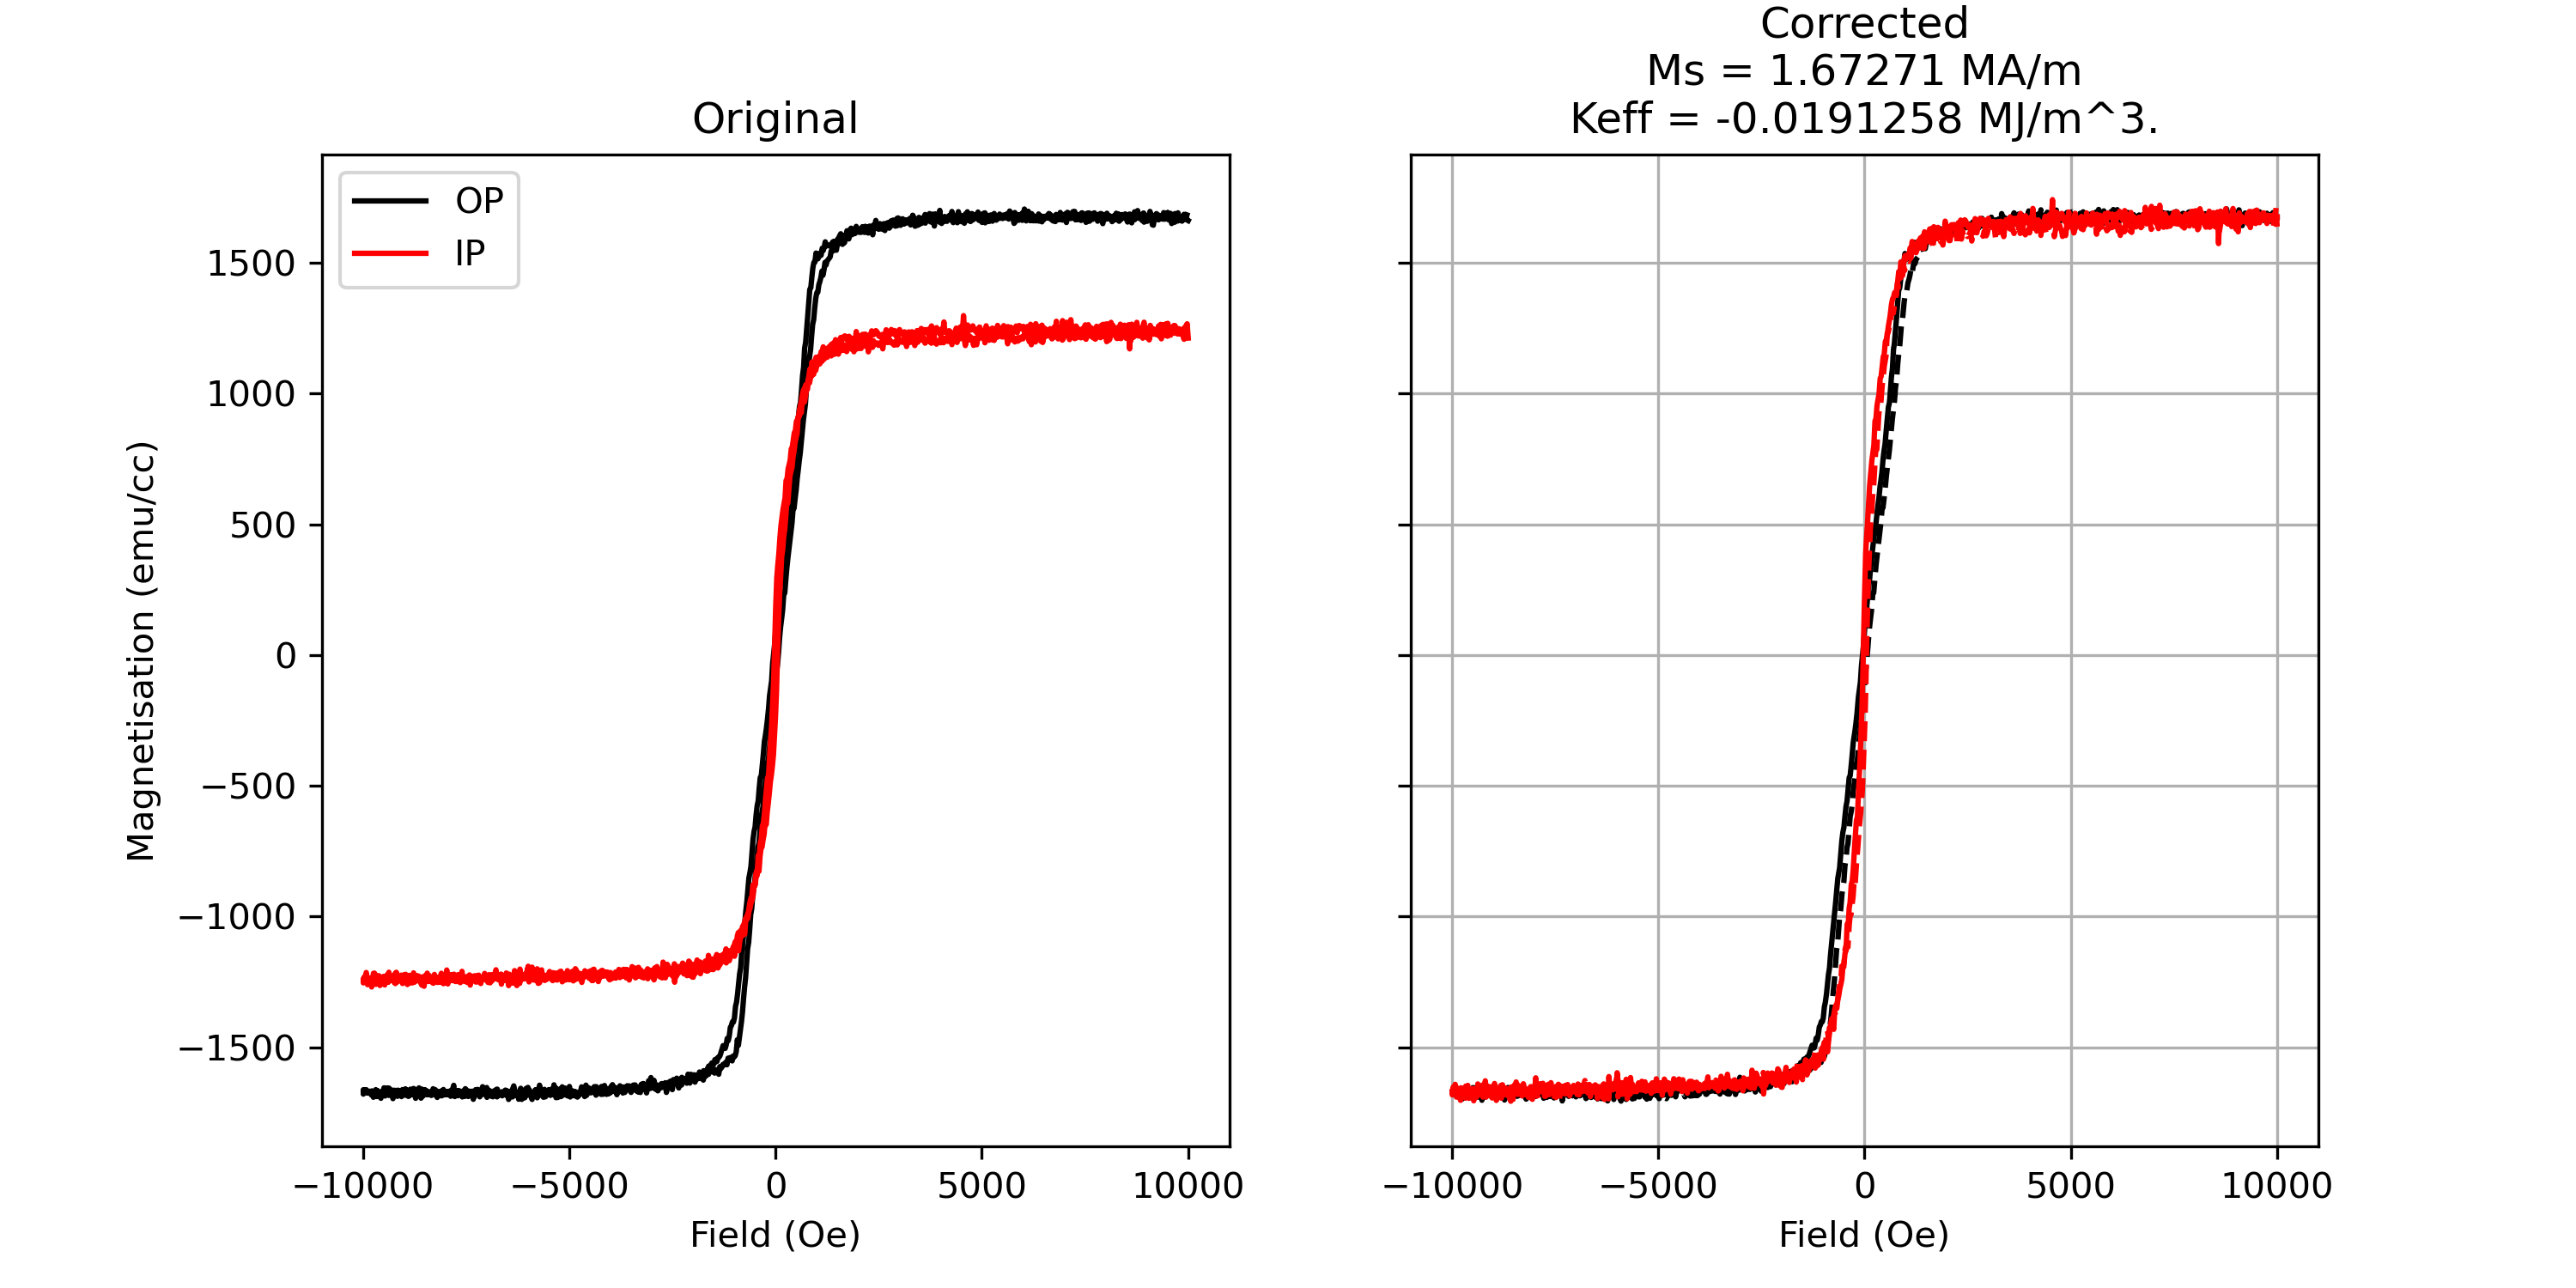 Original
OP
IP
1500
1000
500
0
−500
−1000
−1500
Magnetisation (emu/cc)
−10000 −5000 0 5000 10000
Field (Oe)
Corrected
Ms = 1.67271 MA/m
Keff = -0.0191258 MJ/m^3.
−10000 −5000 0 5000 10000
Field (Oe)